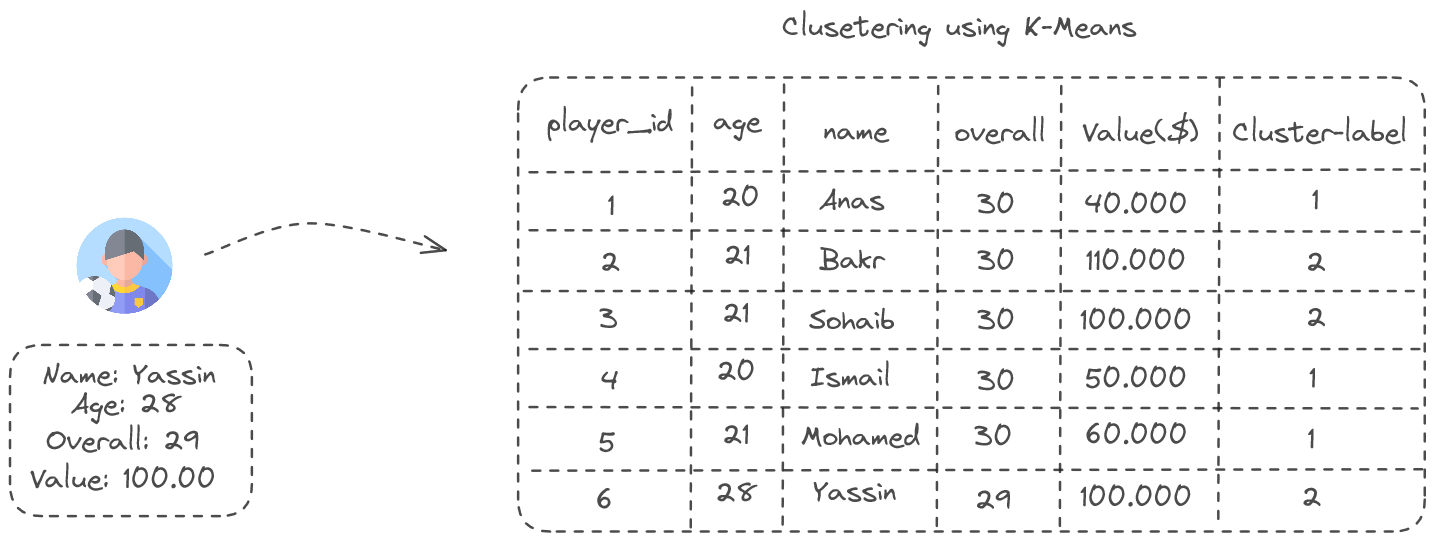 Clusetering using K-Means
player_id age name overall Value($) Cluster-label
1 20 Anas 30 40.000 1
2 21 Bakr 30 110.000 2
3 21 Sohaib 30 100.000 2
4 20 Ismail 30 50.000 1
5 21 Mohamed 30 60.000 1
6 28 Yassin 29 100.000 2
Name: Yassin
Age: 28
Overall: 29
Value: 100.00